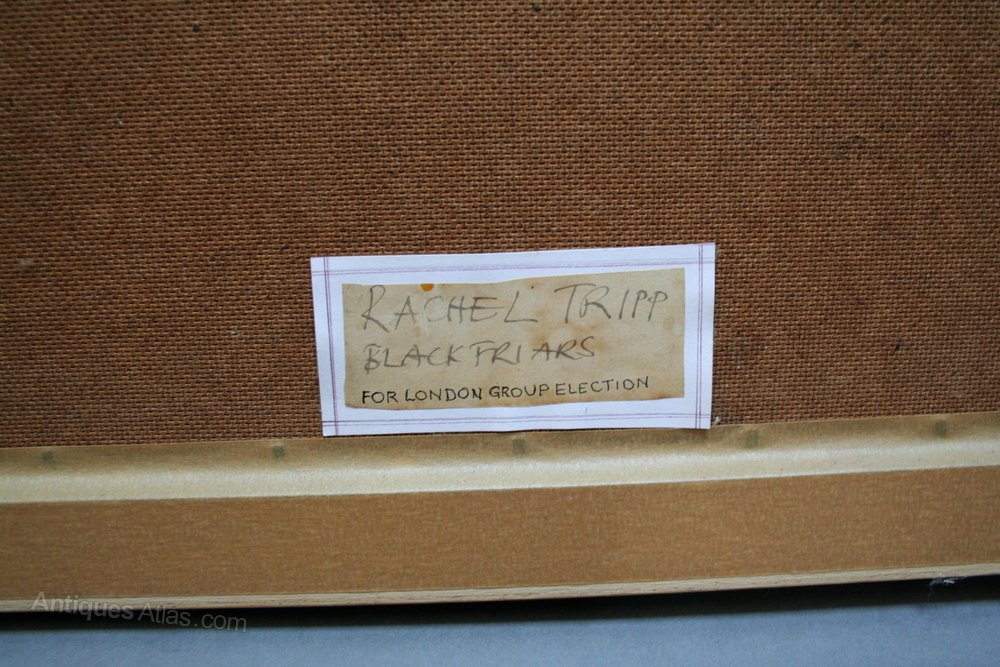 RACHEL TRIPP
BLACKFRIARS
FOR LONDON GROUP ELECTION
Antiques Atlas.com